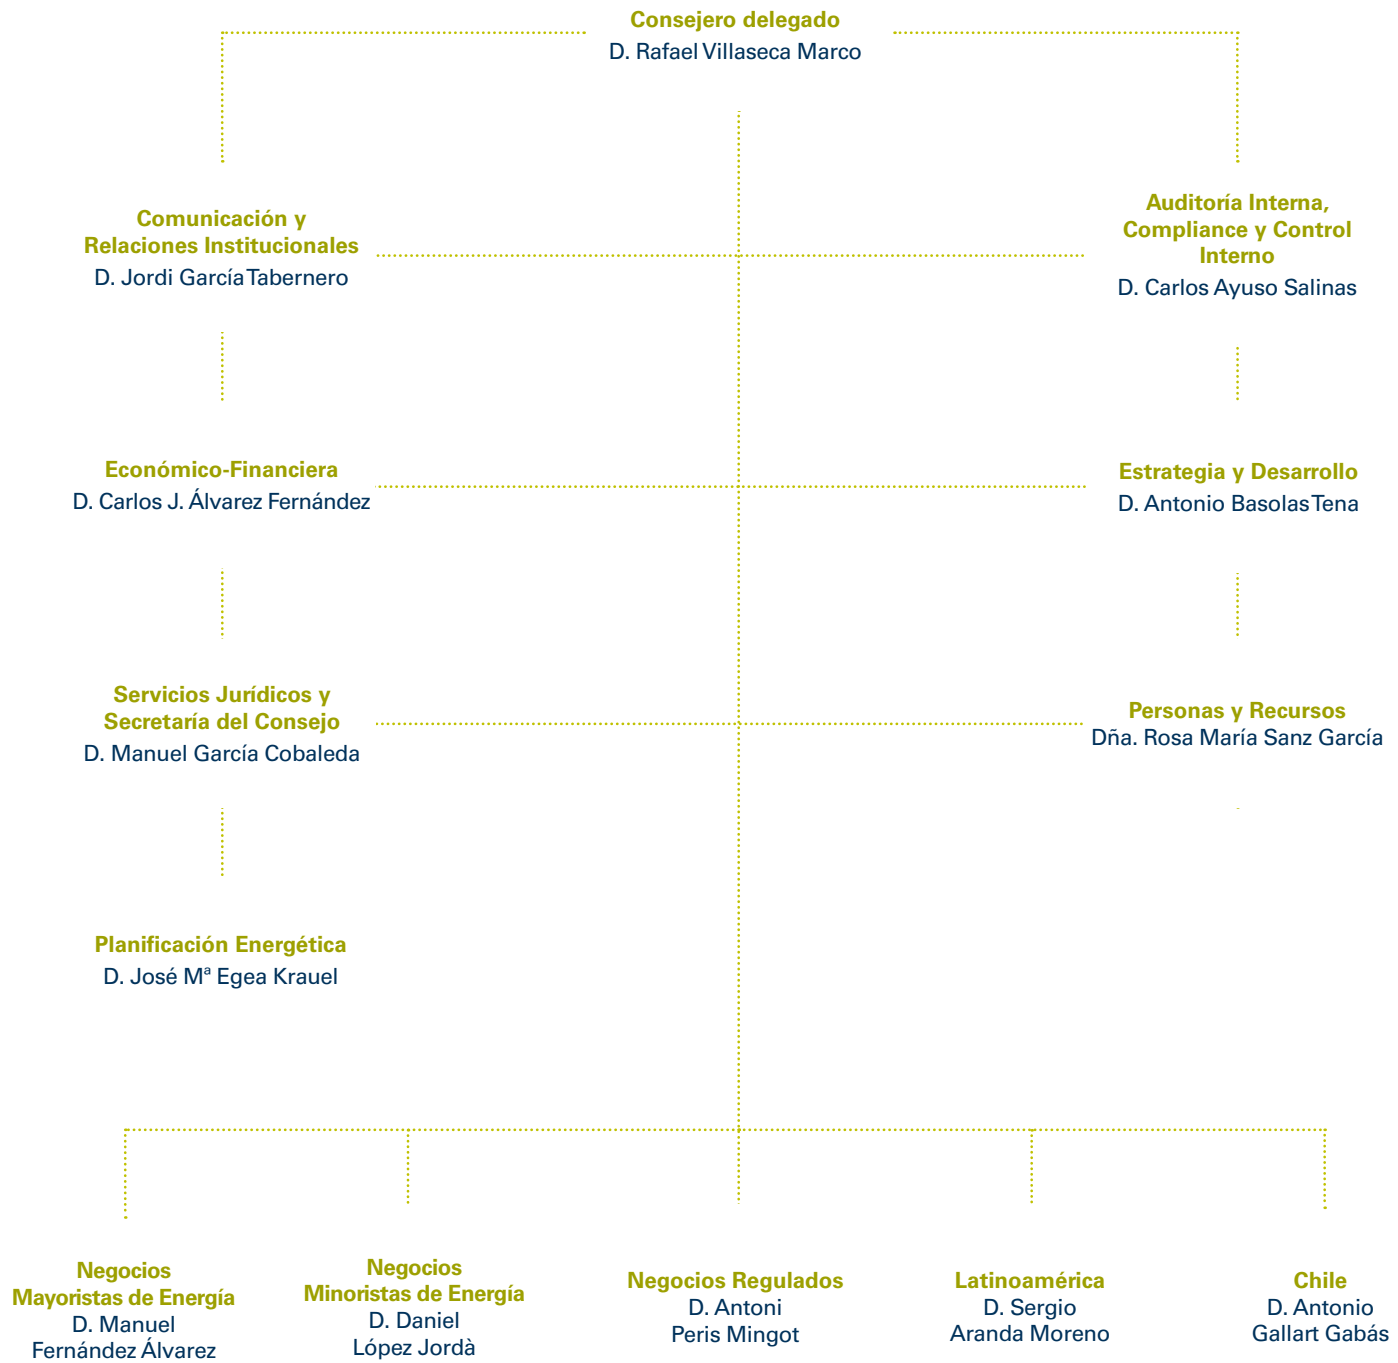 Consejero delegado
D. Rafael Villaseca Marco
Comunicación y
Relaciones Institucionales
D. Jordi García Tabernero
Auditoría Interna,
Compliance y Control
Interno
D. Carlos Ayuso Salinas
Económico-Financiera
D. Carlos J. Álvarez Fernández
Estrategia y Desarrollo
D. Antonio Basolas Tena
Servicios Jurídicos y
Secretaría del Consejo
D. Manuel García Cobaleda
Personas y Recursos
Dña. Rosa María Sanz García
Planificación Energética
D. José Mª Egea Krauel
Negocios
Mayoristas de Energía
D. Manuel
Fernández Álvarez
Negocios
Minoristas de Energía
D. Daniel
López Jordà
Negocios Regulados
D. Antoni
Peris Mingot
Latinoamérica
D. Sergio
Aranda Moreno
Chile
D. Antonio
Gallart Gabás